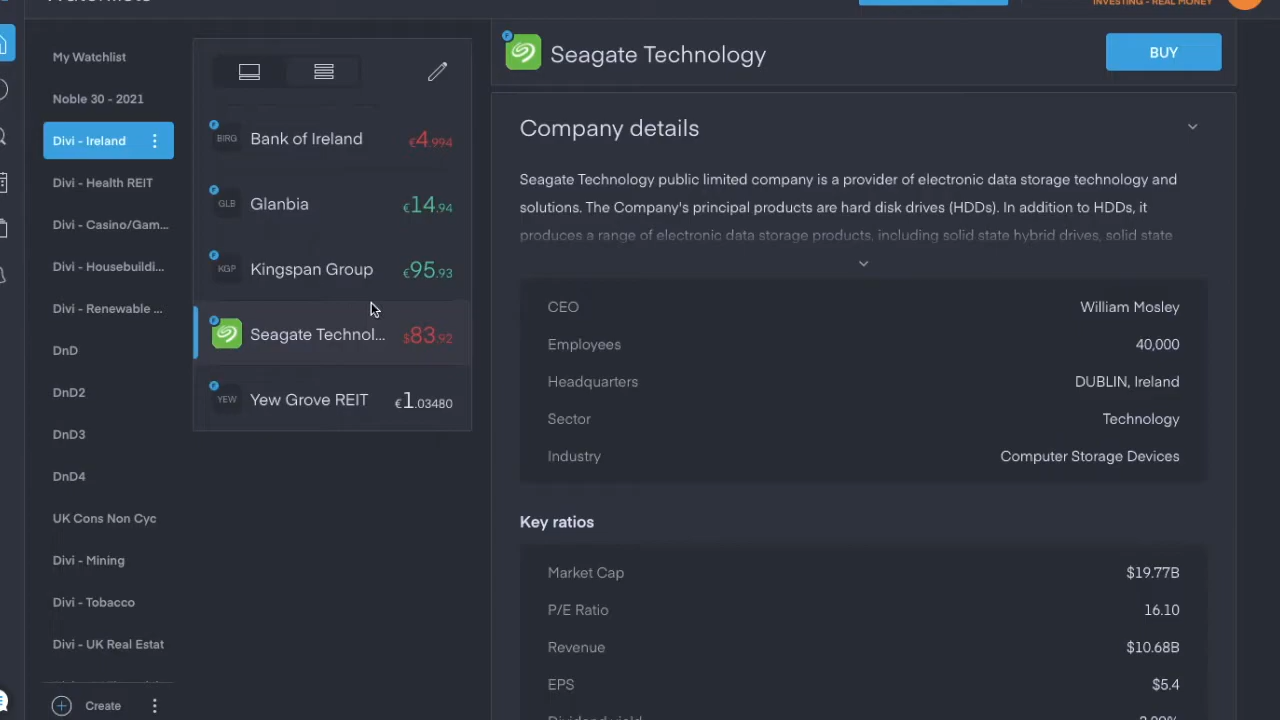 Watchlists
INVESTING - REAL MONEY
My Watchlist
Noble 30 - 2021
Divi - Ireland
Divi - Health REIT
Divi - Casino/Gam...
Divi - Housebuildi...
Divi - Renewable ...
DnD
DnD2
DnD3
DnD4
UK Cons Non Cyc
Divi - Mining
Divi - Tobacco
Divi - UK Real Estat
Create
BIRG Bank of Ireland €4.994
GLB Glanbia €14.94
KGP Kingspan Group €95.93
Seagate Technol... $83.92
YEW Yew Grove REIT €1.03480
Seagate Technology
BUY
Company details
Seagate Technology public limited company is a provider of electronic data storage technology and
solutions. The Company's principal products are hard disk drives (HDDs). In addition to HDDs, it
produces a range of electronic data storage products, including solid state hybrid drives, solid state
CEO William Mosley
Employees 40,000
Headquarters DUBLIN, Ireland
Sector Technology
Industry Computer Storage Devices
Key ratios
Market Cap $19.77B
P/E Ratio 16.10
Revenue $10.68B
EPS $5.4
Dividend yield